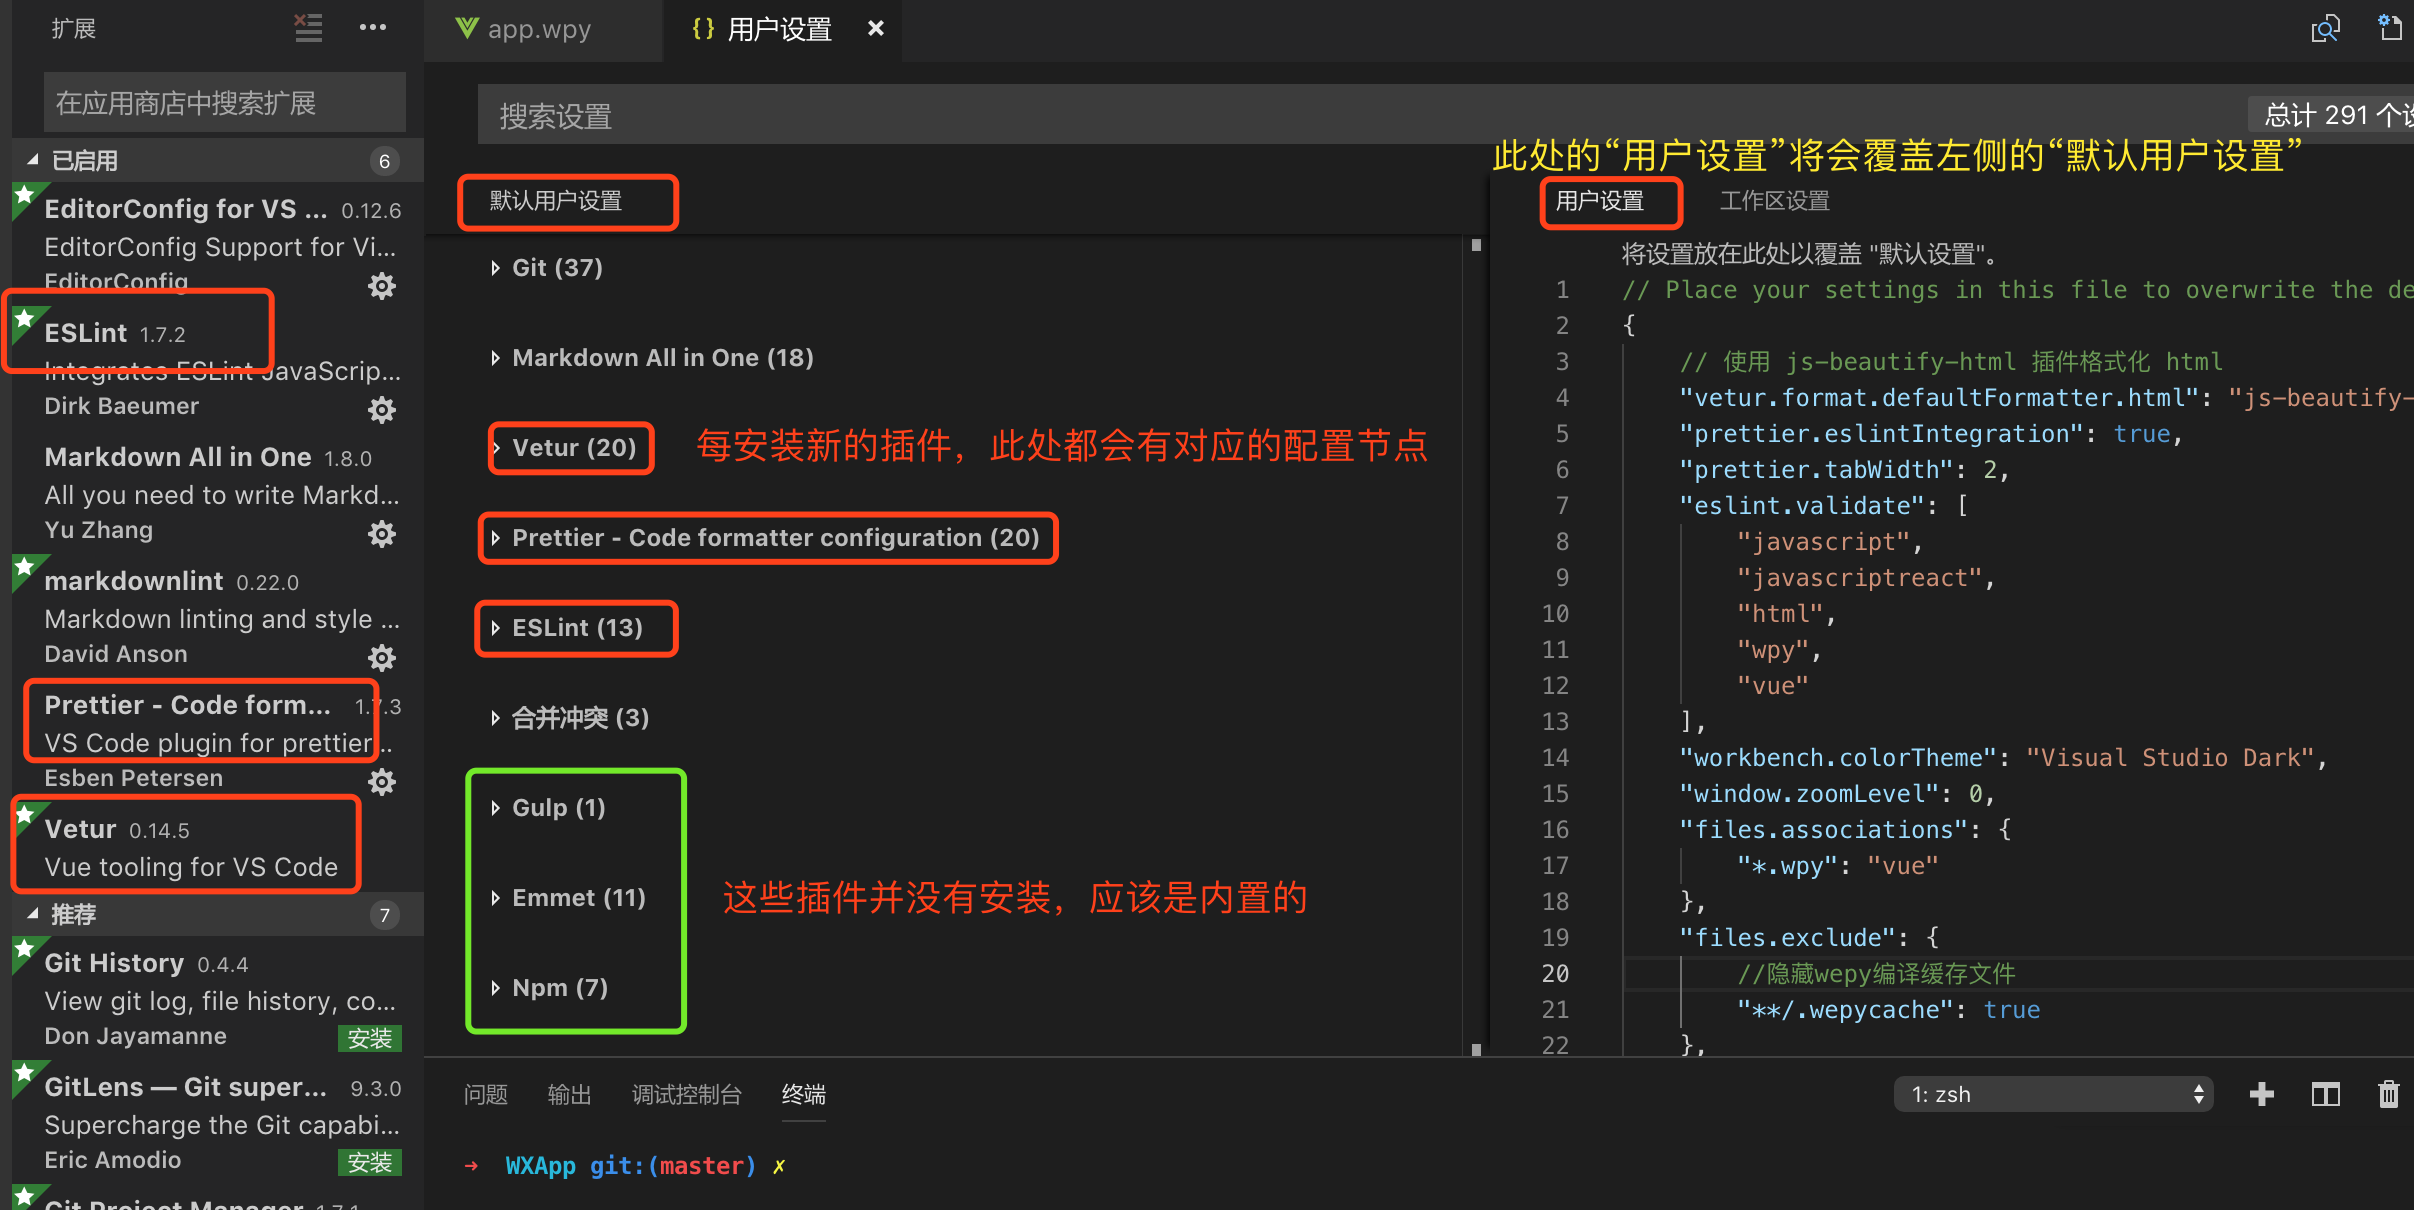 扩展
app.wpy
{} 用户设置
在应用商店中搜索扩展
已启用 6
EditorConfig for VS ... 0.12.6
EditorConfig Support for Vi...
EditorConfig
ESLint 1.7.2
Integrates ESLint JavaScrip...
Dirk Baeumer
Markdown All in One 1.8.0
All you need to write Markd...
Yu Zhang
markdownlint 0.22.0
Markdown linting and style ...
David Anson
Prettier - Code form... 1.7.3
VS Code plugin for prettier...
Esben Petersen
Vetur 0.14.5
Vue tooling for VS Code
推荐 7
Git History 0.4.4
View git log, file history, co...
Don Jayamanne
安装
GitLens — Git super... 9.3.0
Supercharge the Git capabi...
Eric Amodio
安装
Git Project Manager 1.7.1
搜索设置
总计 291 个
此处的“用户设置”将会覆盖左侧的“默认用户设置”
默认用户设置
Git (37)
Markdown All in One (18)
Vetur (20)
每安装新的插件，此处都会有对应的配置节点
Prettier - Code formatter configuration (20)
ESLint (13)
合并冲突 (3)
Gulp (1)
Emmet (11)
这些插件并没有安装，应该是内置的
Npm (7)
用户设置 工作区设置
将设置放在此处以覆盖 "默认设置"。
1 // Place your settings in this file to overwrite the de
2 {
3 // 使用 js-beautify-html 插件格式化 html
4 "vetur.format.defaultFormatter.html": "js-beautify-
5 "prettier.eslintIntegration": true,
6 "prettier.tabWidth": 2,
7 "eslint.validate": [
8 "javascript",
9 "javascriptreact",
10 "html",
11 "wpy",
12 "vue"
13 ],
14 "workbench.colorTheme": "Visual Studio Dark",
15 "window.zoomLevel": 0,
16 "files.associations": {
17 "*.wpy": "vue"
18 },
19 "files.exclude": {
20 //隐藏wepy编译缓存文件
21 "**/.wepycache": true
22 },
问题 输出 调试控制台 终端
1: zsh
→ WXApp git:(master) ✗